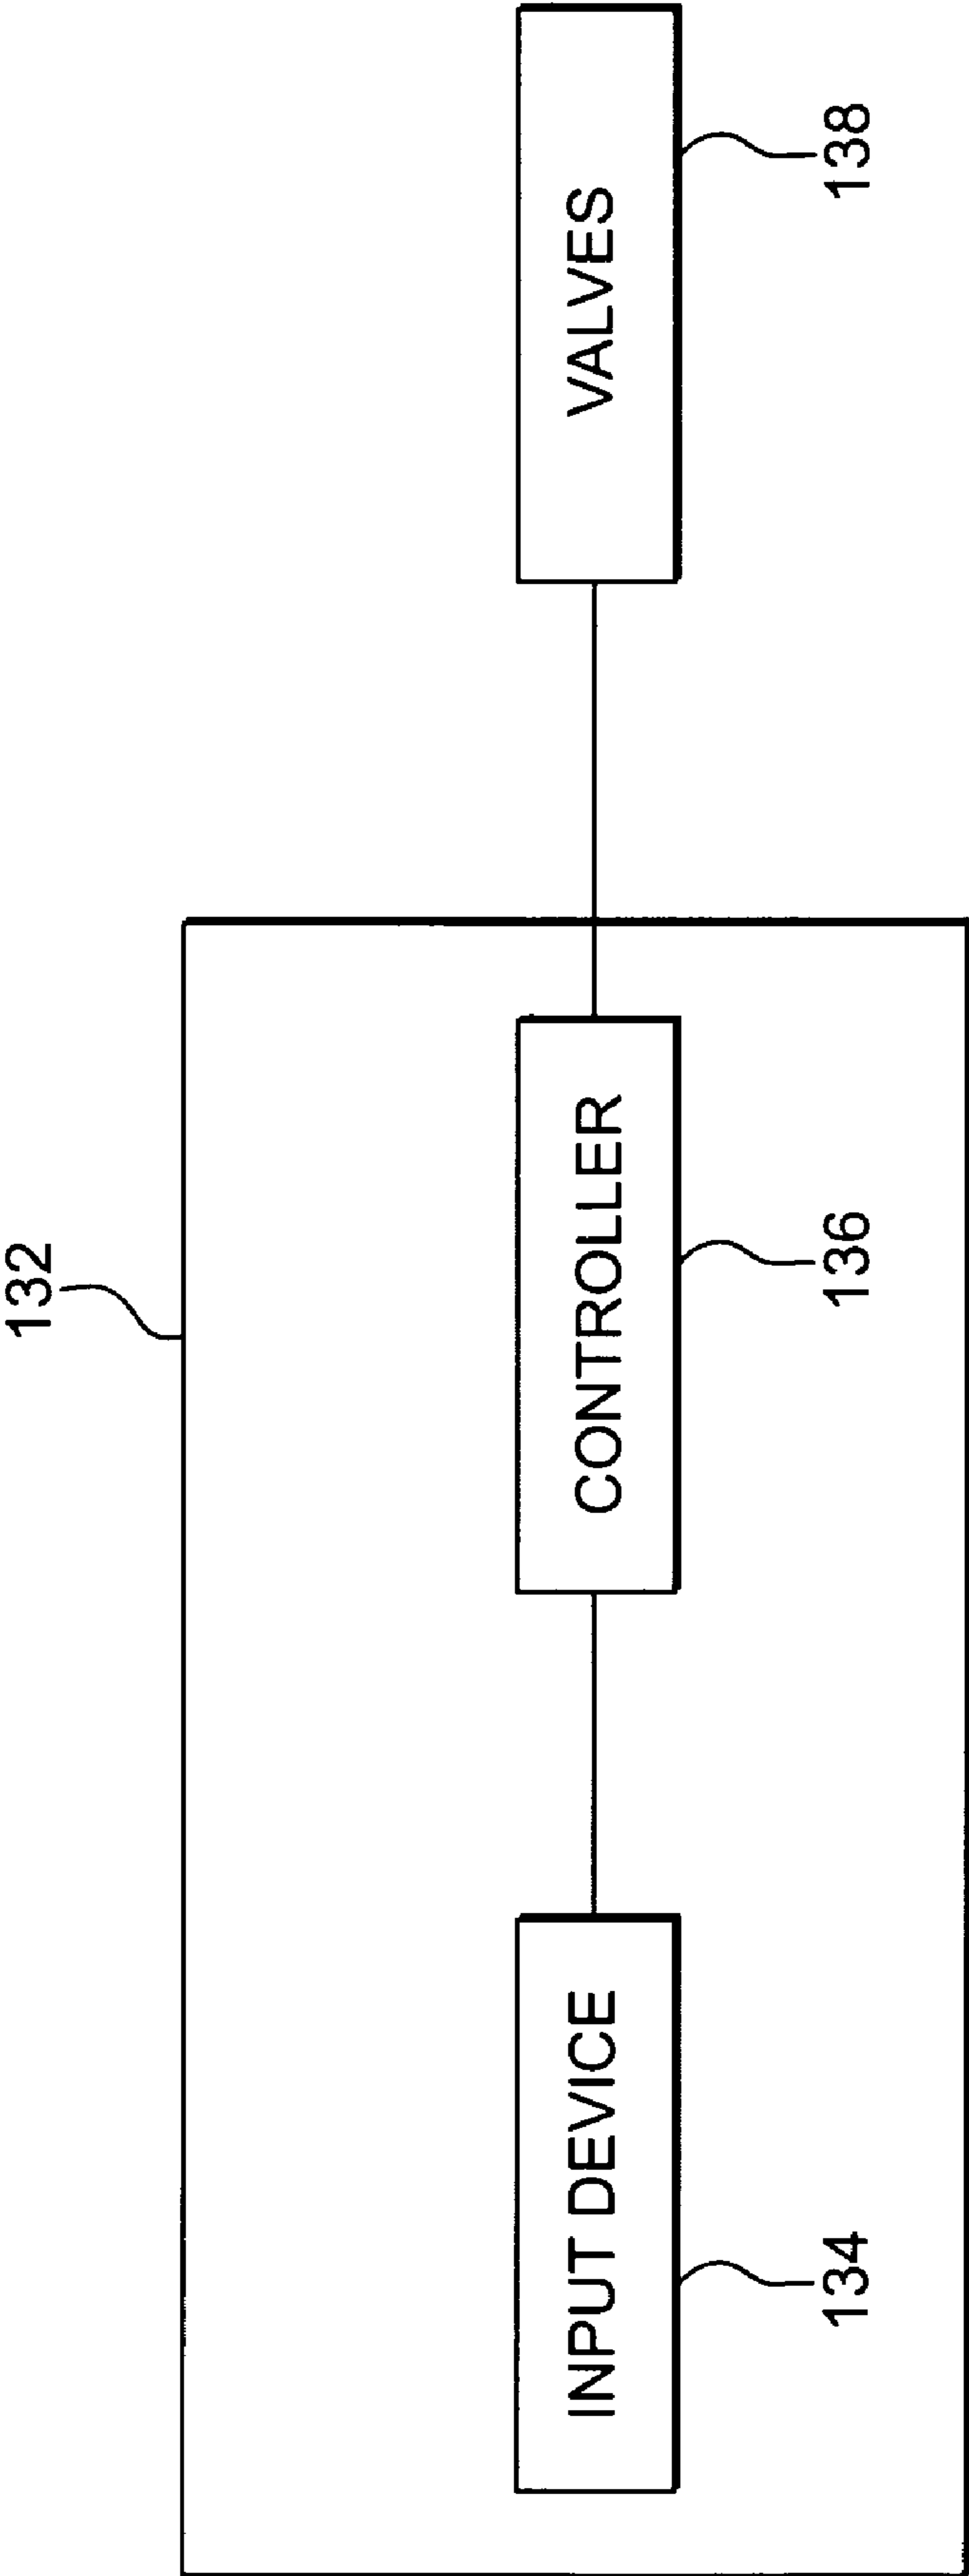 132
INPUT DEVICE
CONTROLLER
VALVES
134
136
138